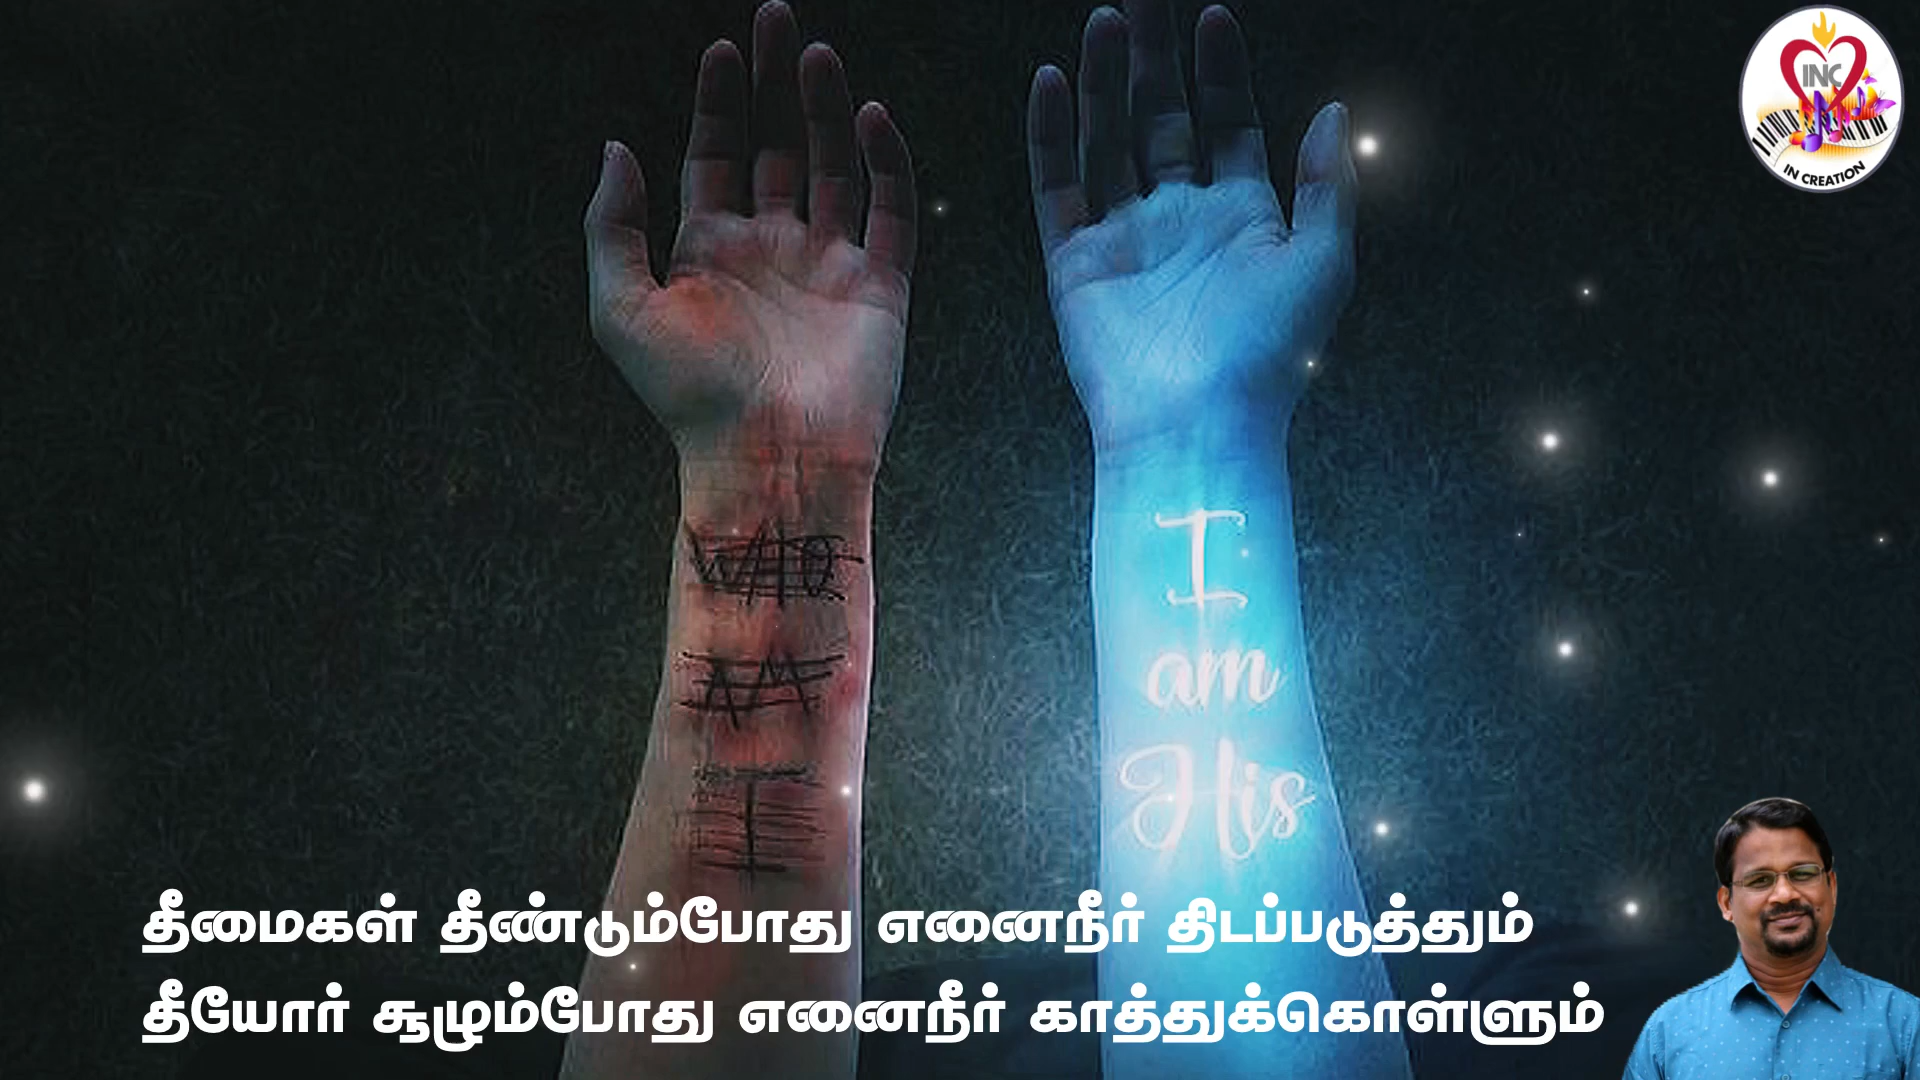 INC
IN CREATION
WHO
AM
I
I
am
His
தீமைகள் தீண்டும்போது எனைநீர் திடப்படுத்தும்
தீயோர் சூழும்போது எனைநீர் காத்துக்கொள்ளும்